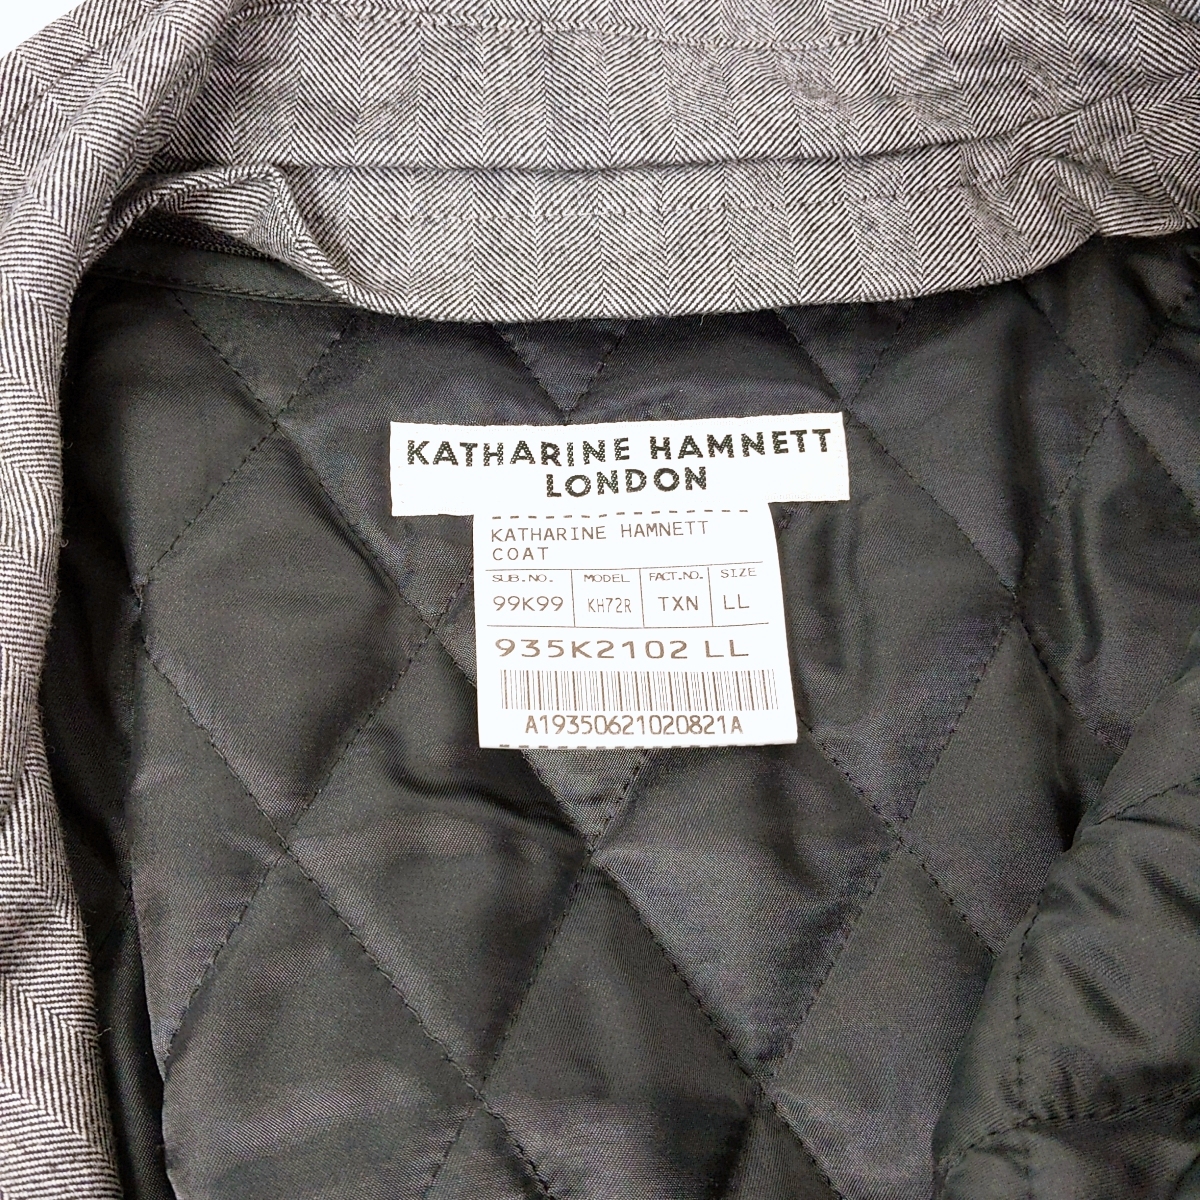 KATHARINE HAMNETT
LONDON
KATHARINE HAMNETT
COAT
SUB.NO. MODEL FACT.NO. SIZE
99K99 KH72R TXN LL
935K2102 LL
A19350621020821A